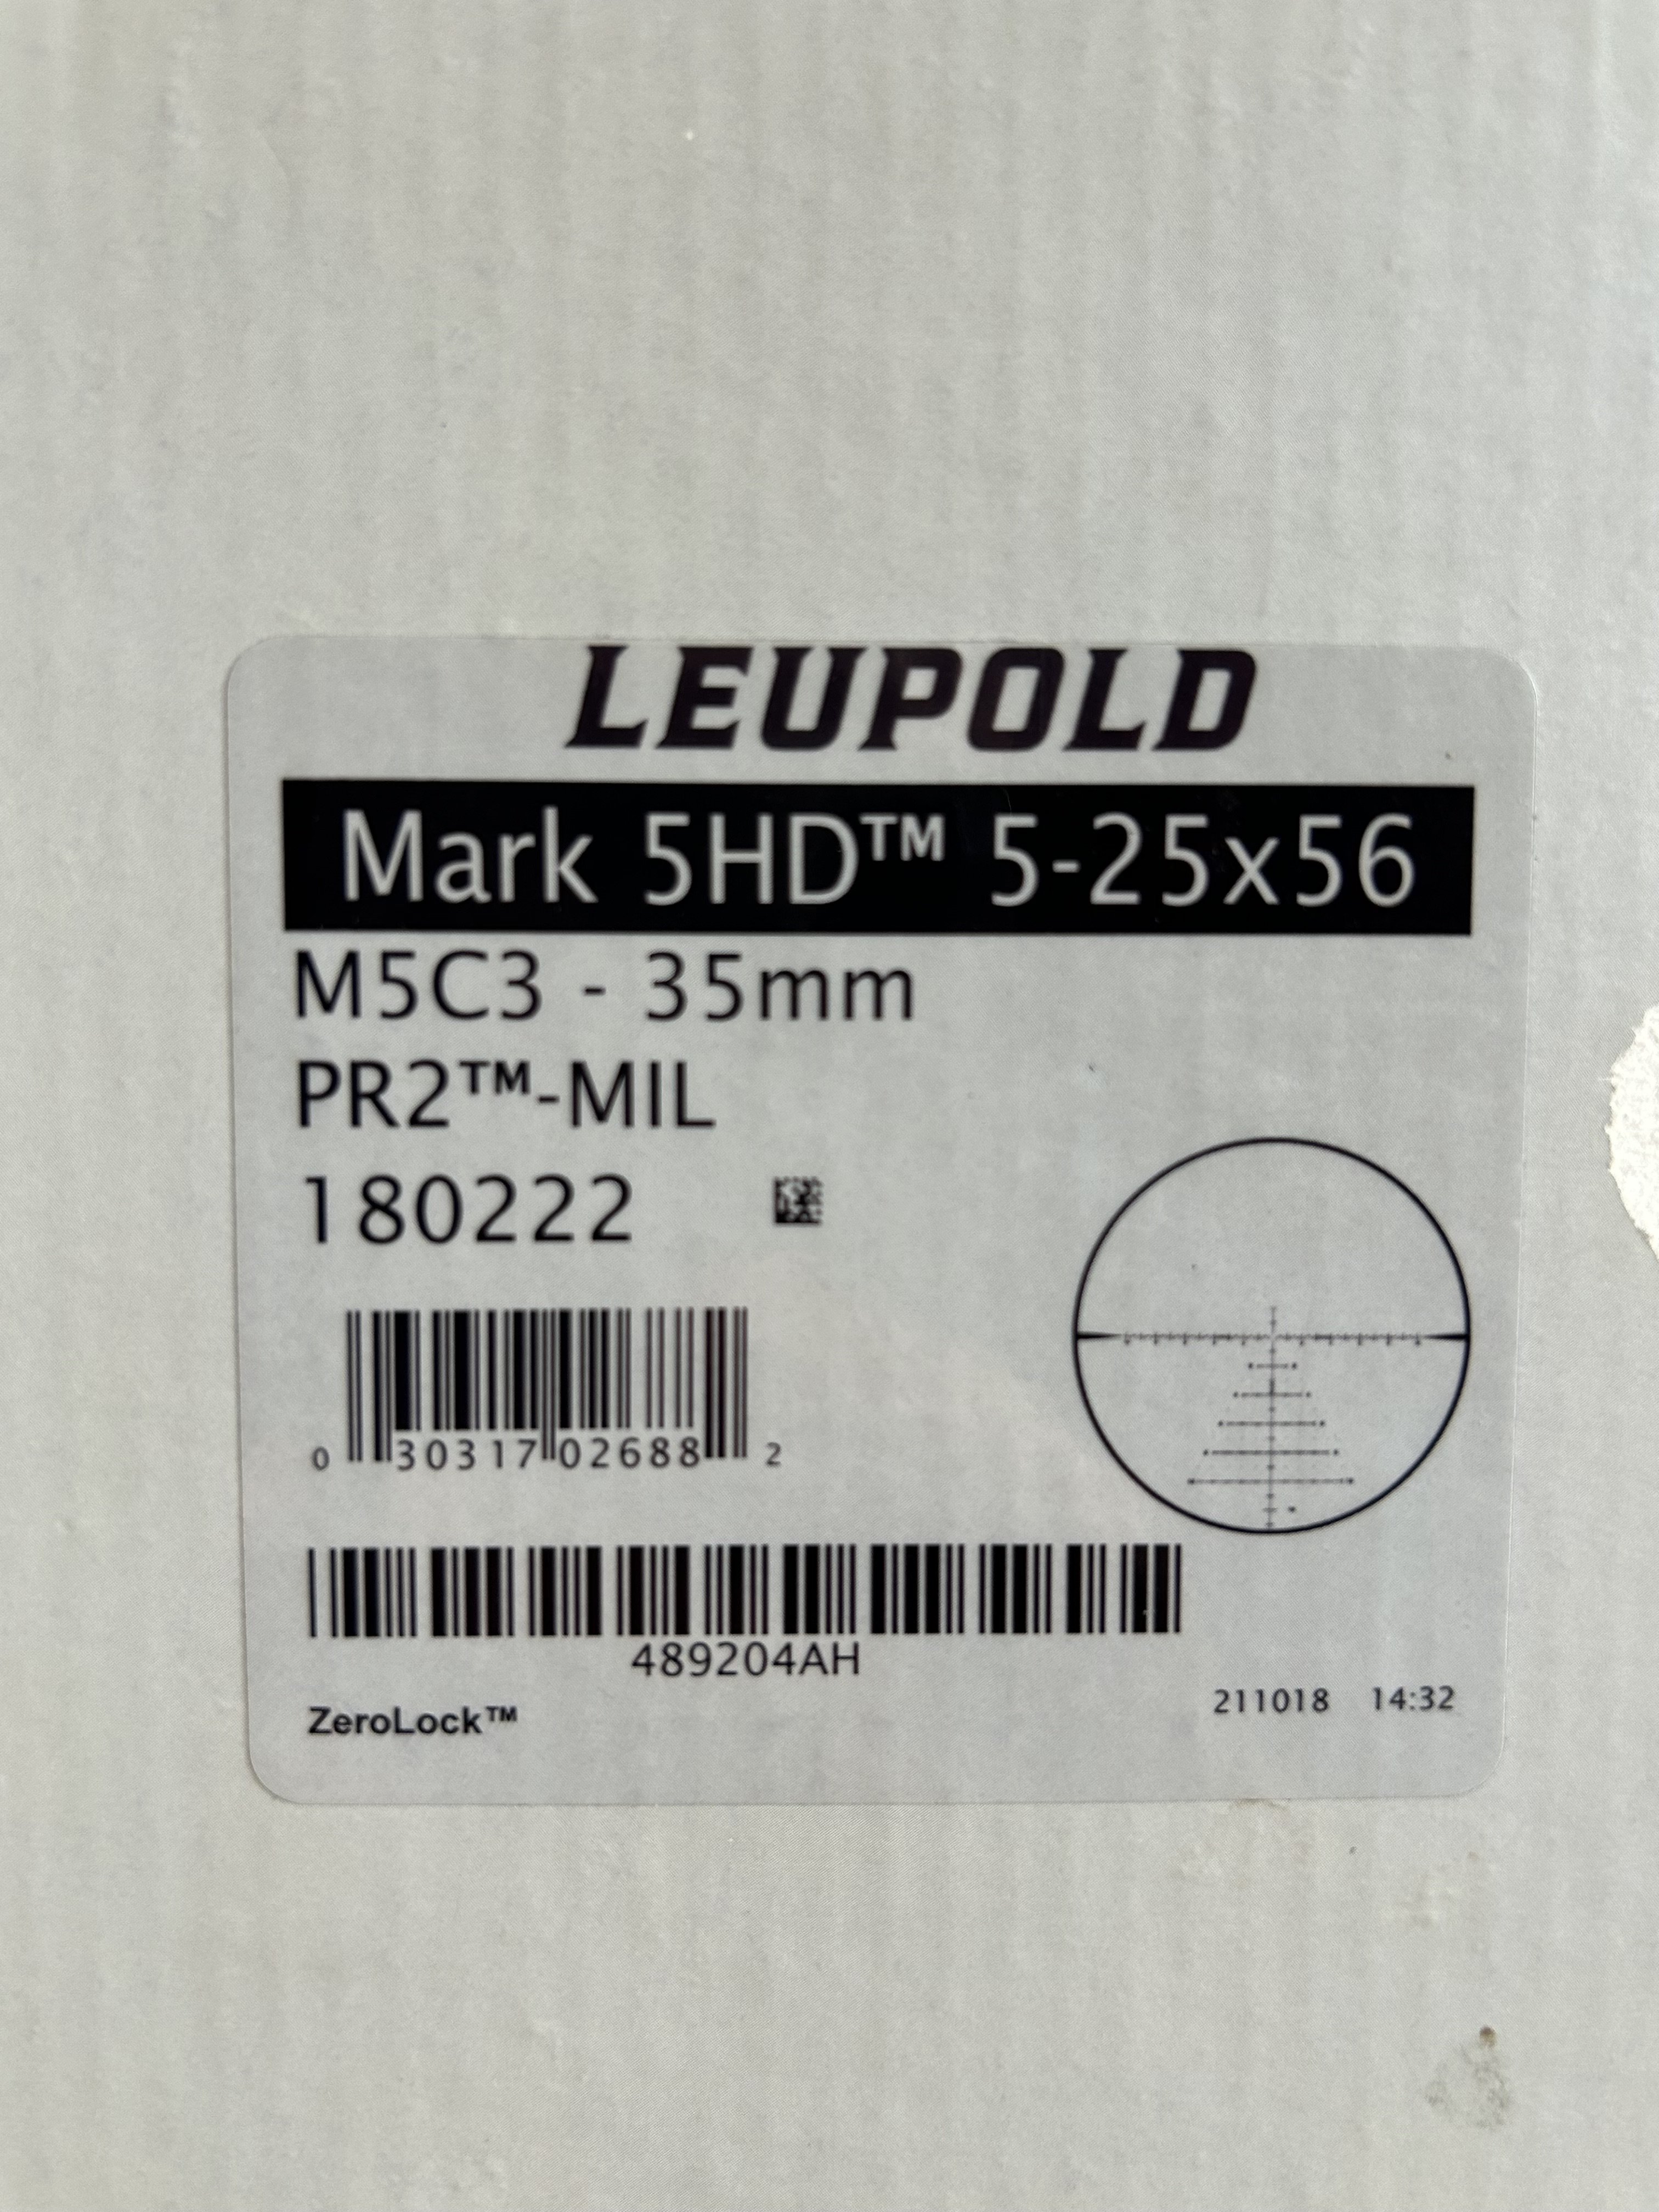 LEUPOLD
Mark 5HD™ 5-25x56
M5C3 - 35mm
PR2™-MIL
180222
0 30317 02688 2
489204AH
ZeroLock™
211018 14:32